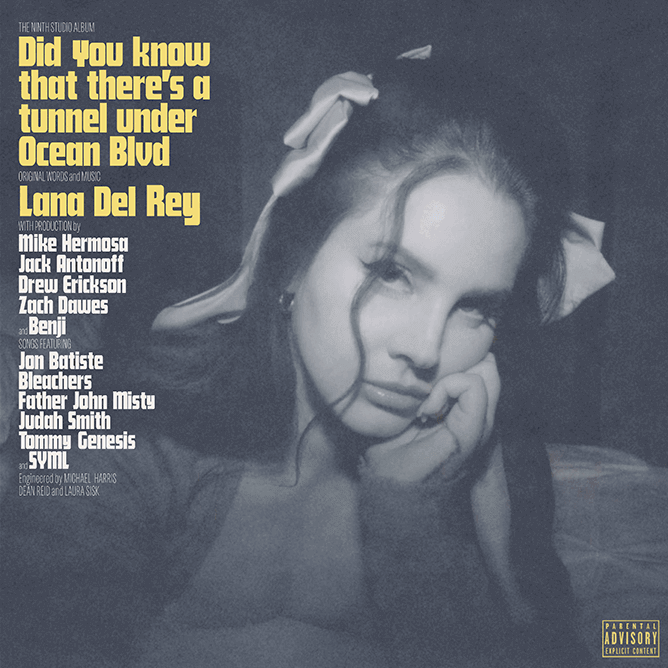 THE NINTH STUDIO ALBUM
Did you know
that there's a
tunnel under
Ocean Blvd
ORIGINAL WORDS and MUSIC
Lana Del Rey
WITH PRODUCTION by
Mike Hermosa
Jack Antonoff
Drew Erickson
Zach Dawes
and Benji
SONGS FEATURING
Jon Batiste
Bleachers
Father John Misty
Judah Smith
Tommy Genesis
and SYML
Engineered by MICHAEL HARRIS
DEAN REID and LAURA SISK
PARENTAL
ADVISORY
EXPLICIT CONTENT